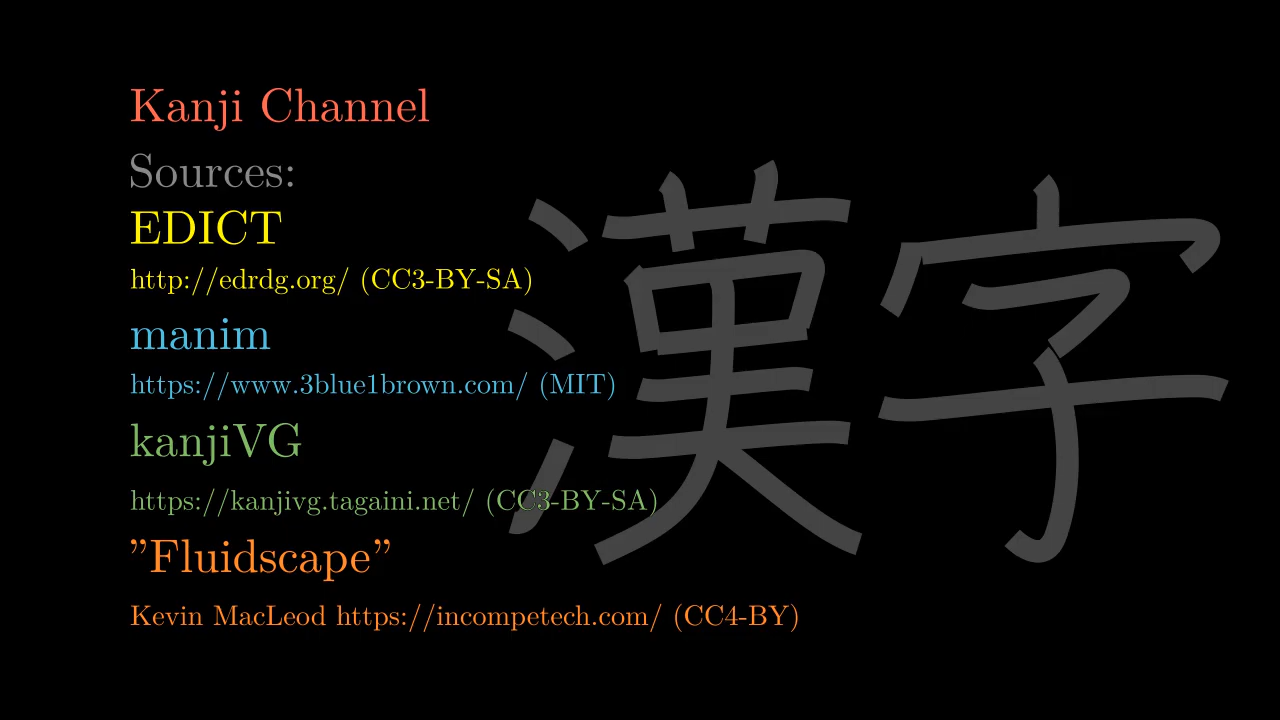 Kanji Channel
Sources:
EDICT
http://edrdg.org/ (CC3-BY-SA)
manim
https://www.3blue1brown.com/ (MIT)
kanjiVG
https://kanjivg.tagaini.net/ (CC3-BY-SA)
”Fluidscape”
Kevin MacLeod https://incompetech.com/ (CC4-BY)
漢字